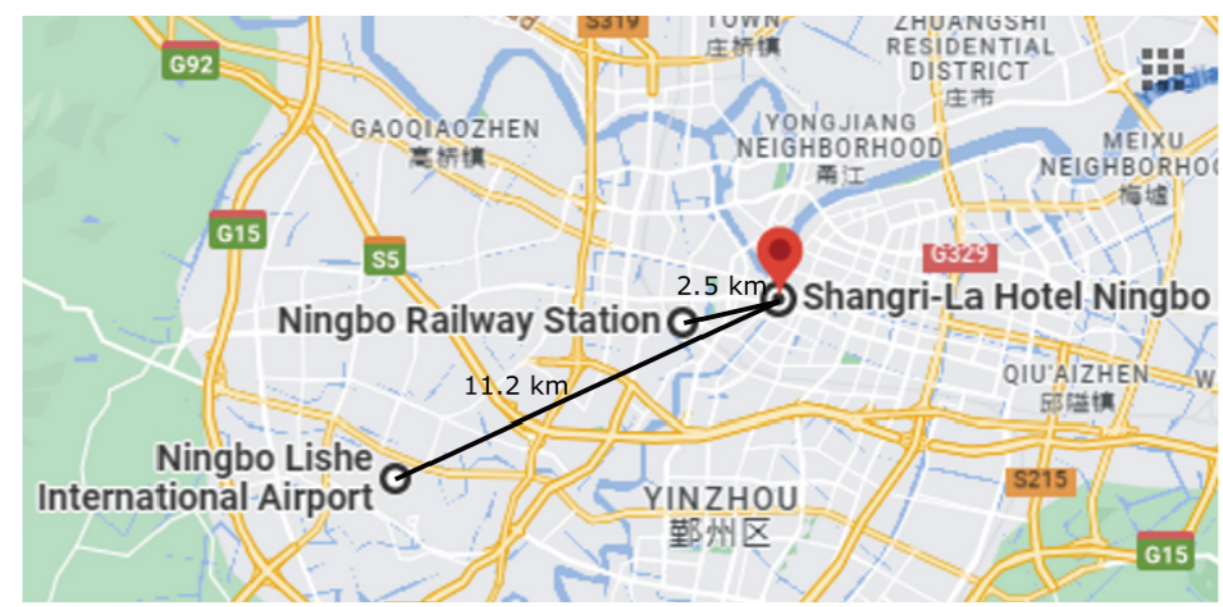 S319
TOWN
庄桥镇
ZHUANGSHI
RESIDENTIAL
DISTRICT
庄市
G92
GAOQIAOZHEN
高桥镇
YONGJIANG
NEIGHBORHOOD
甬江
MEIXU
NEIGHBORHOO
梅墟
G15
S5
G329
2.5 km
Shangri-La Hotel Ningbo
Ningbo Railway Station
11.2 km
QIU'AIZHEN
邱隘镇
W
Ningbo Lishe
International Airport
S215
YINZHOU
鄞州区
G15